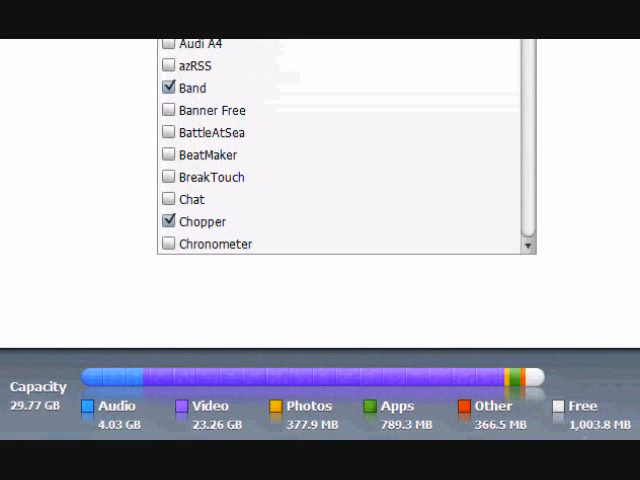 Audi A4
azRSS
Band
Banner Free
BattleAtSea
BeatMaker
BreakTouch
Chat
Chopper
Chronometer
Capacity
29.77 GB
Audio
4.03 GB
Video
23.26 GB
Photos
377.9 MB
Apps
789.3 MB
Other
366.5 MB
Free
1,003.8 MB